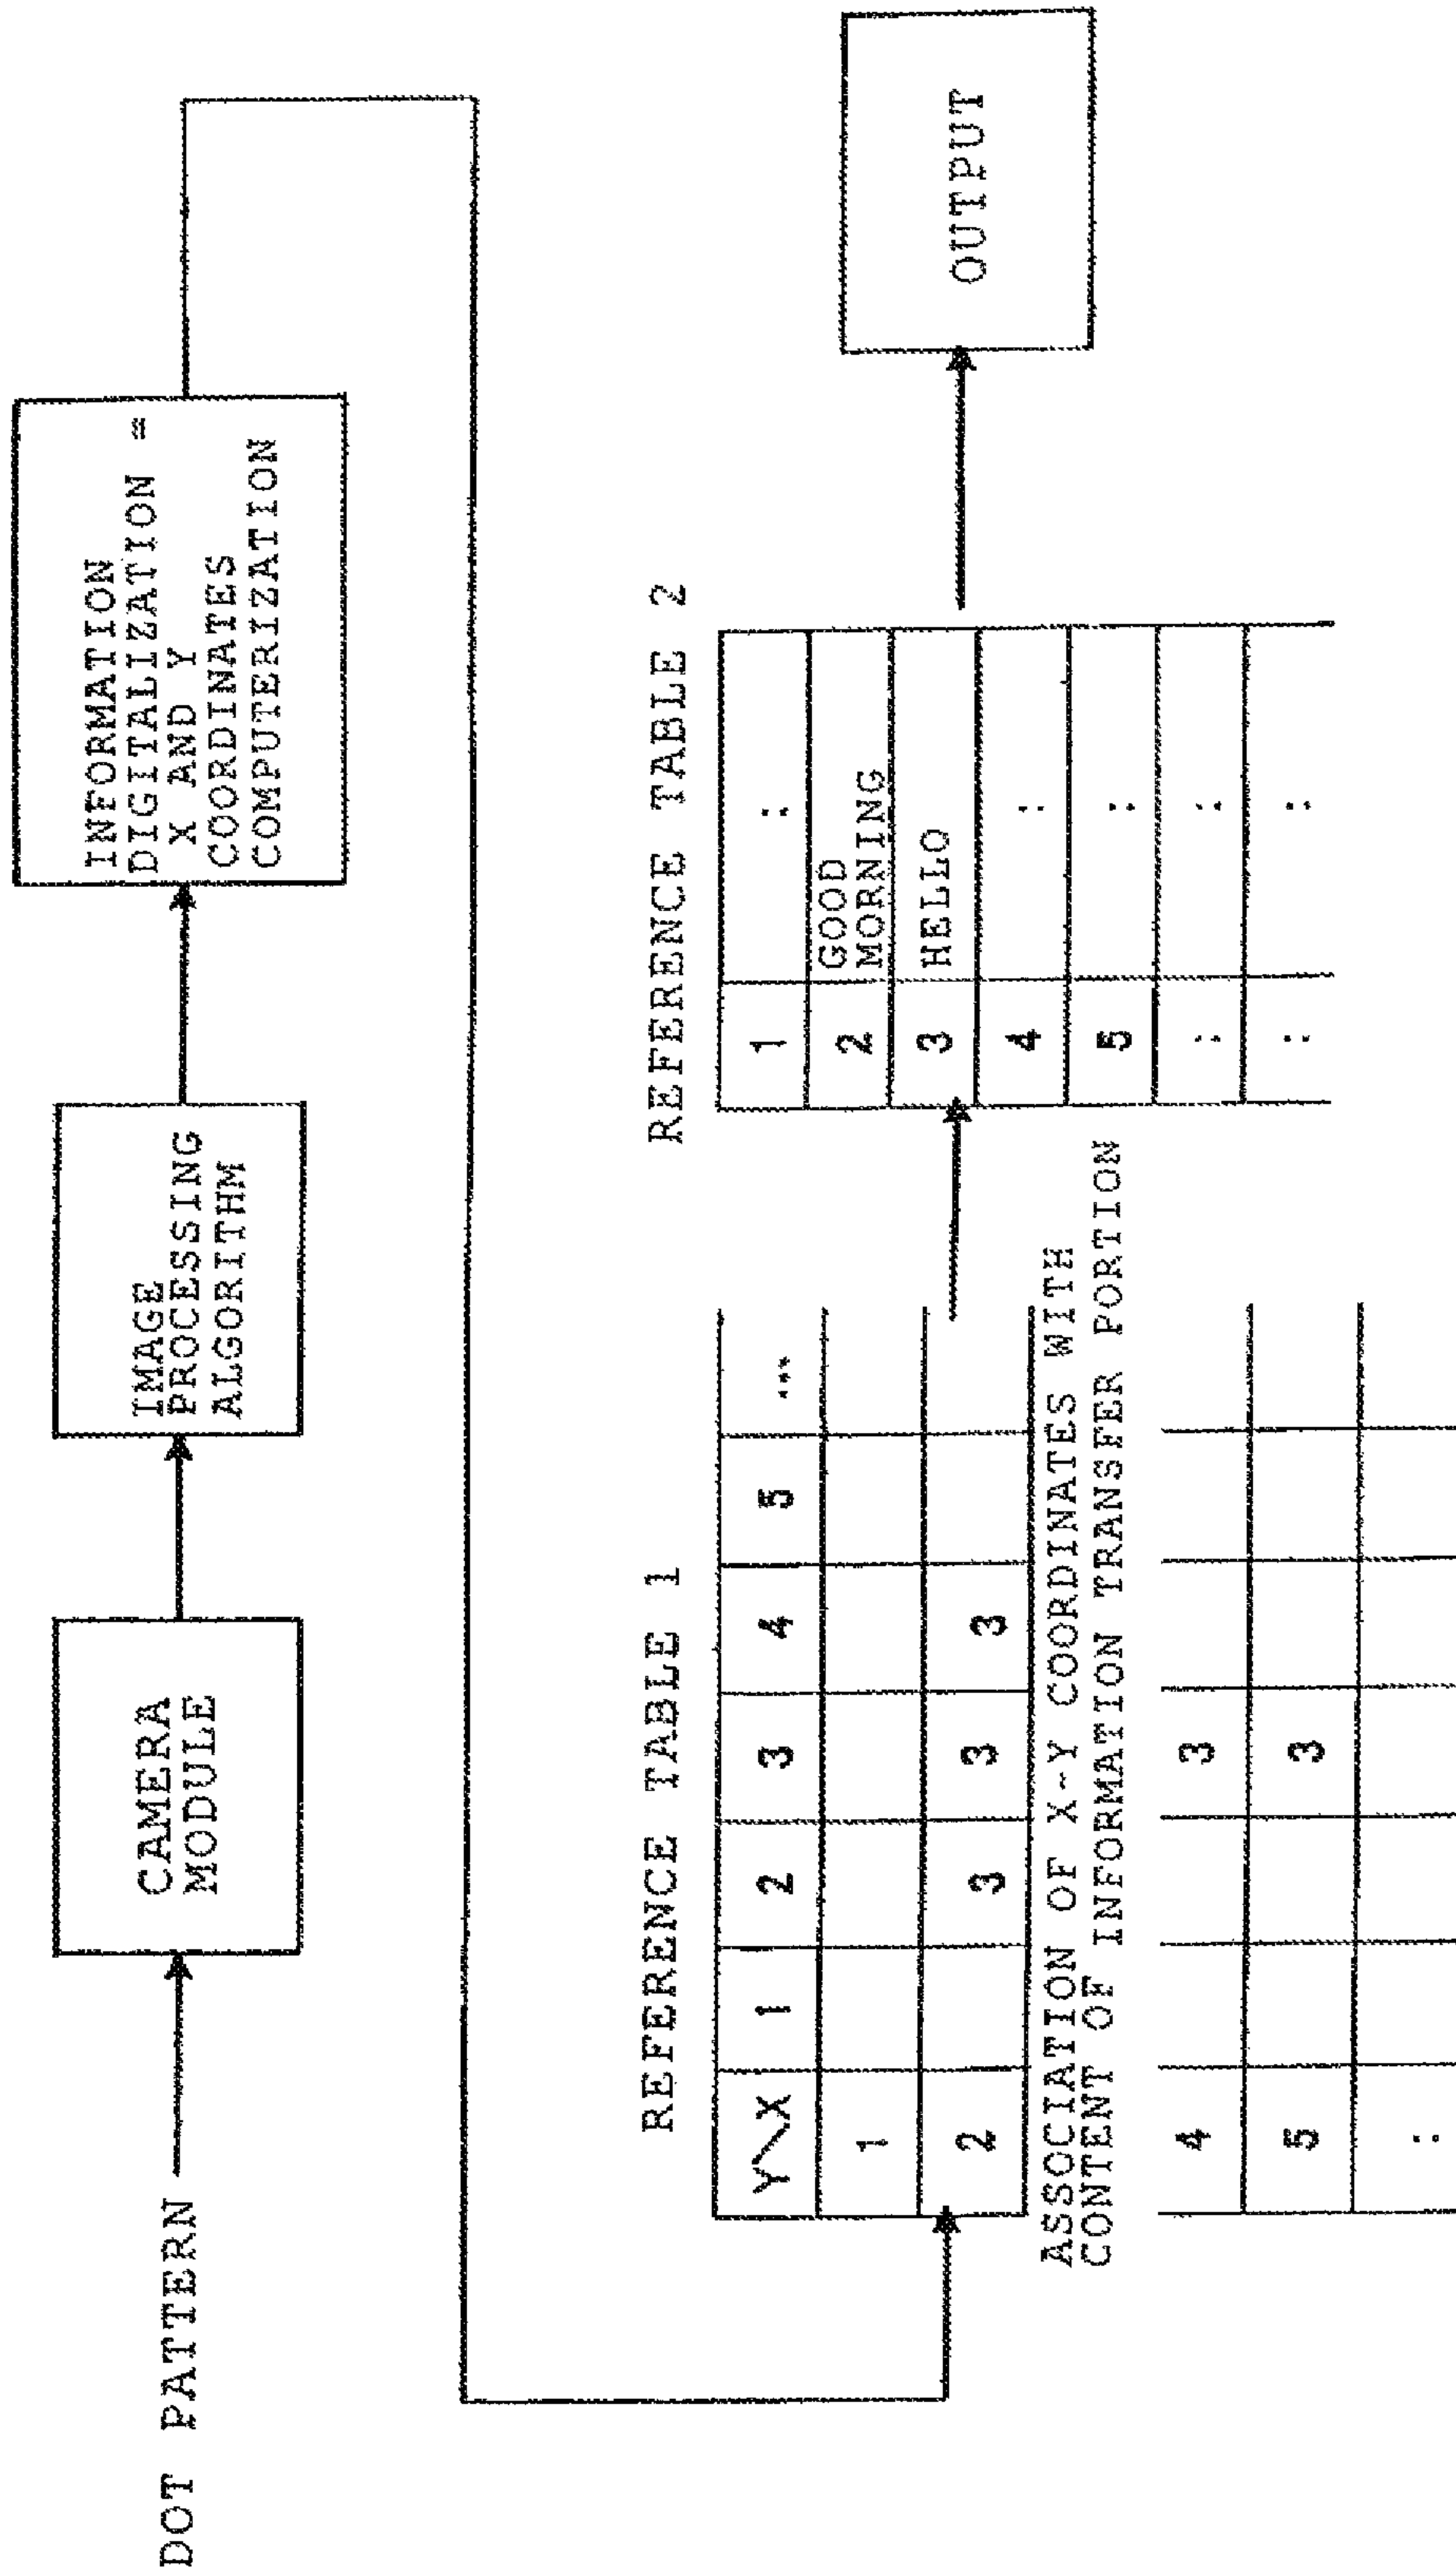 DOT PATTERN
CAMERA
MODULE
IMAGE
PROCESSING
ALGORITHM
INFORMATION
DIGITALIZATION =
X AND Y
COORDINATES
COMPUTERIZATION
REFERENCE TABLE 1
Y\X 1 2 3 4 5 ...
1
2 3 3 3
ASSOCIATION OF X-Y COORDINATES WITH
CONTENT OF INFORMATION TRANSFER PORTION
4 3
5 3
:
REFERENCE TABLE 2
1 :
2 GOOD
MORNING
3 HELLO
4 :
5 :
: :
: :
OUTPUT